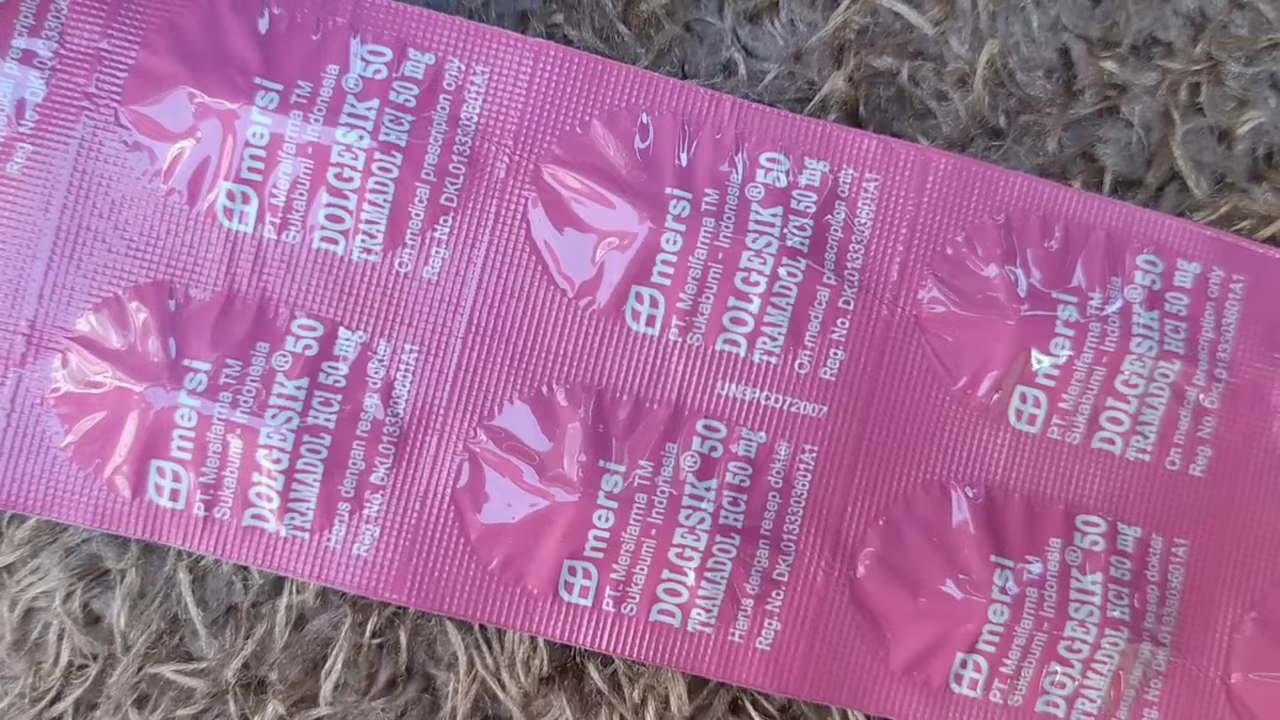 Reg No. DKL01333036
mersi
PT. Mersifarma TM
Sukabumi - Indonesia
DOLGESIK® 50
TRAMADOL HCl 50 mg
On medical prescription only
Reg. No. DKL0133303601A1
mersi
PT. Mersifarma TM
Sukabumi - Indonesia
DOLGESIK® 50
TRAMADOL HCl 50 mg
On medical prescription only
Reg. No. DKL0133303601A1
mersi
PT. Mersifarma TM
Sukabumi - Indonesia
DOLGESIK® 50
TRAMADOL HCl 50 mg
On medical prescription only
Reg. No. DKL0133303601A1
mersi
PT. Mersifarma TM
Sukabumi - Indonesia
DOLGESIK® 50
TRAMADOL HCl 50 mg
Harus dengan resep dokter
Reg. No. DKL0133303601A1
UN3PCD72007
mersi
PT. Mersifarma TM
Sukabumi - Indonesia
DOLGESIK® 50
TRAMADOL HCl 50 mg
Harus dengan resep dokter
Reg. No. DKL0133303601A1
mersi
PT. Mersifarma TM
Sukabumi - Indonesia
DOLGESIK® 50
TRAMADOL HCl 50 mg
dengan resep dokter
No. DKL0133303601A1